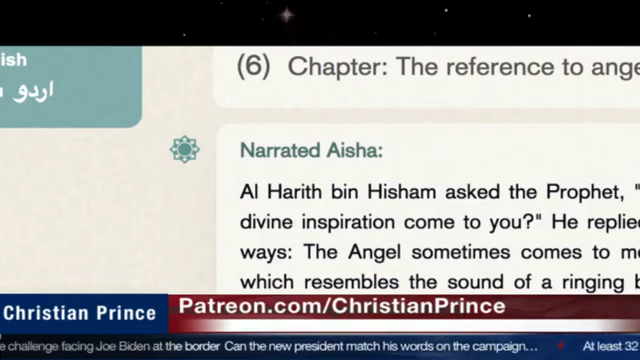 ish
اردو
(6) Chapter: The reference to ange
Narrated Aisha:
Al Harith bin Hisham asked the Prophet, "
divine inspiration come to you?" He replied
ways: The Angel sometimes comes to me
which resembles the sound of a ringing b
Christian Prince
Patreon.com/ChristianPrince
e challenge facing Joe Biden at the border Can the new president match his words on the campaign... At least 32